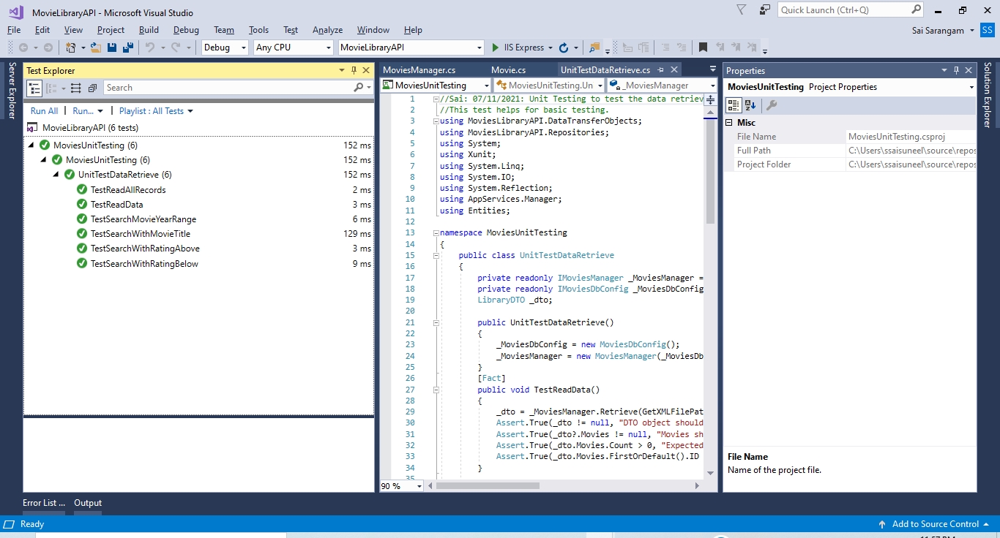 MovieLibraryAPI - Microsoft Visual Studio
Quick Launch (Ctrl+Q)
File Edit View Project Build Debug Team Tools Test Analyze Window Help
Sai Sarangam SS
Debug Any CPU MovieLibraryAPI IIS Express
Server Explorer
Test Explorer
Search
Run All Run... Playlist : All Tests
MovieLibraryAPI (6 tests)
MoviesUnitTesting (6) 152 ms
MoviesUnitTesting (6) 152 ms
UnitTestDataRetrieve (6) 152 ms
TestReadAllRecords 2 ms
TestReadData 3 ms
TestSearchMovieYearRange 6 ms
TestSearchWithMovieTitle 129 ms
TestSearchWithRatingAbove 3 ms
TestSearchWithRatingBelow 9 ms
MoviesManager.cs Movie.cs UnitTestDataRetrieve.cs
MoviesUnitTesting MoviesUnitTesting.Un _MoviesManager
1 //Sai: 07/11/2021: Unit Testing to test the data retriev
2 //This test helps for basic testing.
3 using MoviesLibraryAPI.DataTransferObjects;
4 using MoviesLibraryAPI.Repositories;
5 using System;
6 using Xunit;
7 using System.Linq;
8 using System.IO;
9 using System.Reflection;
10 using AppServices.Manager;
11 using Entities;
12
13 namespace MoviesUnitTesting
14 {
15 public class UnitTestDataRetrieve
16 {
17 private readonly IMoviesManager _MoviesManager =
18 private readonly IMoviesDbConfig _MoviesDbConfig
19 LibraryDTO _dto;
20
21 public UnitTestDataRetrieve()
22 {
23 _MoviesDbConfig = new MoviesDbConfig();
24 _MoviesManager = new MoviesManager(_MoviesDb
25 }
26 [Fact]
27 public void TestReadData()
28 {
29 _dto = _MoviesManager.Retrieve(GetXMLFilePat
30 Assert.True(_dto != null, "DTO object should
31 Assert.True(_dto?.Movies != null, "Movies sh
32 Assert.True(_dto.Movies.Count > 0, "Expected
33 Assert.True(_dto.Movies.FirstOrDefault().ID
34 }
35
90 %
Properties
MoviesUnitTesting Project Properties
Misc
File Name MoviesUnitTesting.csproj
Full Path C:\Users\ssaisuneel\source\repos
Project Folder C:\Users\ssaisuneel\source\repos
File Name
Name of the project file.
Solution Explorer
Error List ... Output
Ready
Add to Source Control
11:57 PM